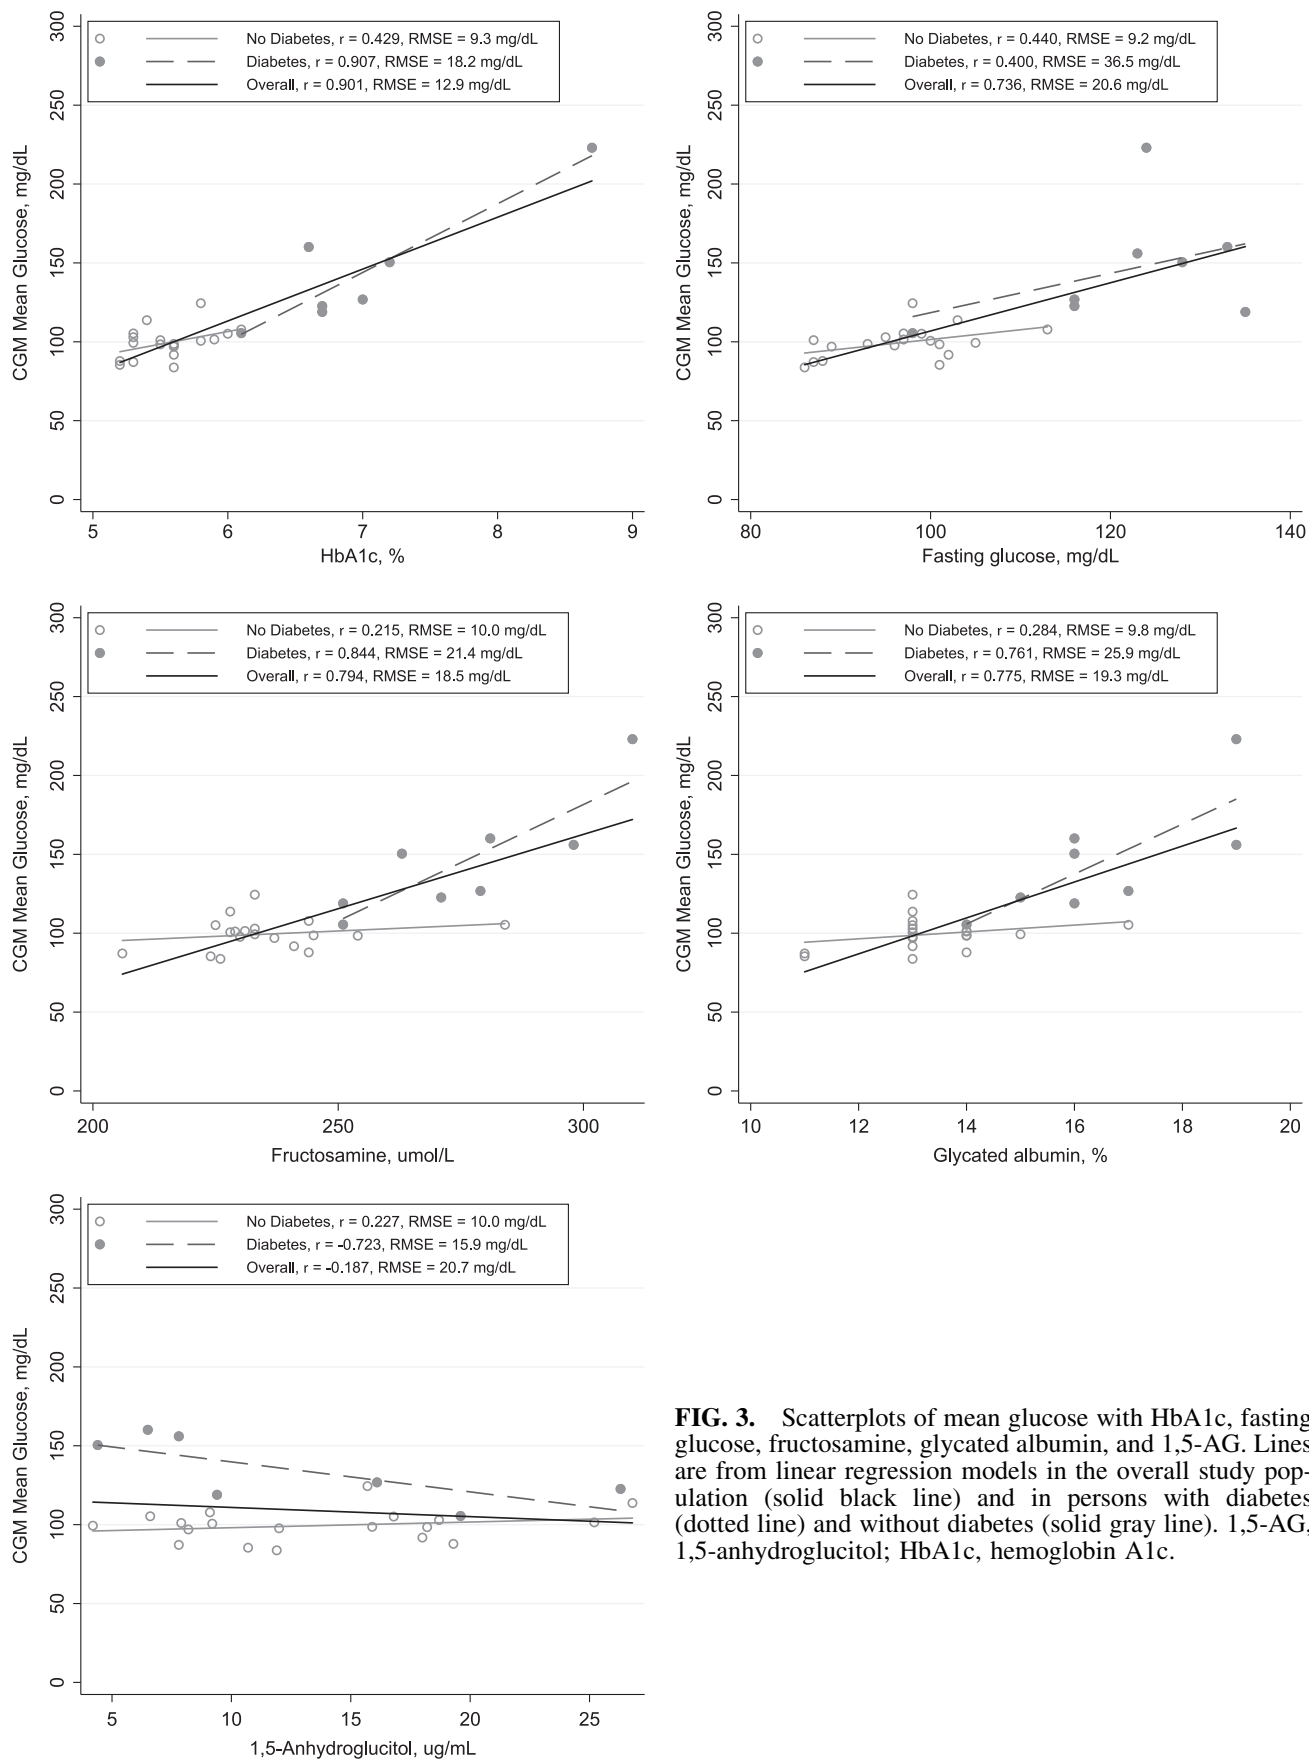 No Diabetes, r = 0.429, RMSE = 9.3 mg/dL
Diabetes, r = 0.907, RMSE = 18.2 mg/dL
Overall, r = 0.901, RMSE = 12.9 mg/dL
CGM Mean Glucose, mg/dL
300
250
200
150
100
50
0
5 6 7 8 9
HbA1c, %
No Diabetes, r = 0.440, RMSE = 9.2 mg/dL
Diabetes, r = 0.400, RMSE = 36.5 mg/dL
Overall, r = 0.736, RMSE = 20.6 mg/dL
CGM Mean Glucose, mg/dL
300
250
200
150
100
50
0
80 100 120 140
Fasting glucose, mg/dL
No Diabetes, r = 0.215, RMSE = 10.0 mg/dL
Diabetes, r = 0.844, RMSE = 21.4 mg/dL
Overall, r = 0.794, RMSE = 18.5 mg/dL
CGM Mean Glucose, mg/dL
300
250
200
150
100
50
0
200 250 300
Fructosamine, umol/L
No Diabetes, r = 0.284, RMSE = 9.8 mg/dL
Diabetes, r = 0.761, RMSE = 25.9 mg/dL
Overall, r = 0.775, RMSE = 19.3 mg/dL
CGM Mean Glucose, mg/dL
300
250
200
150
100
50
0
10 12 14 16 18 20
Glycated albumin, %
No Diabetes, r = 0.227, RMSE = 10.0 mg/dL
Diabetes, r = -0.723, RMSE = 15.9 mg/dL
Overall, r = -0.187, RMSE = 20.7 mg/dL
CGM Mean Glucose, mg/dL
300
250
200
150
100
50
0
5 10 15 20 25
1,5-Anhydroglucitol, ug/mL
FIG. 3. Scatterplots of mean glucose with HbA1c, fasting
glucose, fructosamine, glycated albumin, and 1,5-AG. Lines
are from linear regression models in the overall study pop-
ulation (solid black line) and in persons with diabetes
(dotted line) and without diabetes (solid gray line). 1,5-AG,
1,5-anhydroglucitol; HbA1c, hemoglobin A1c.